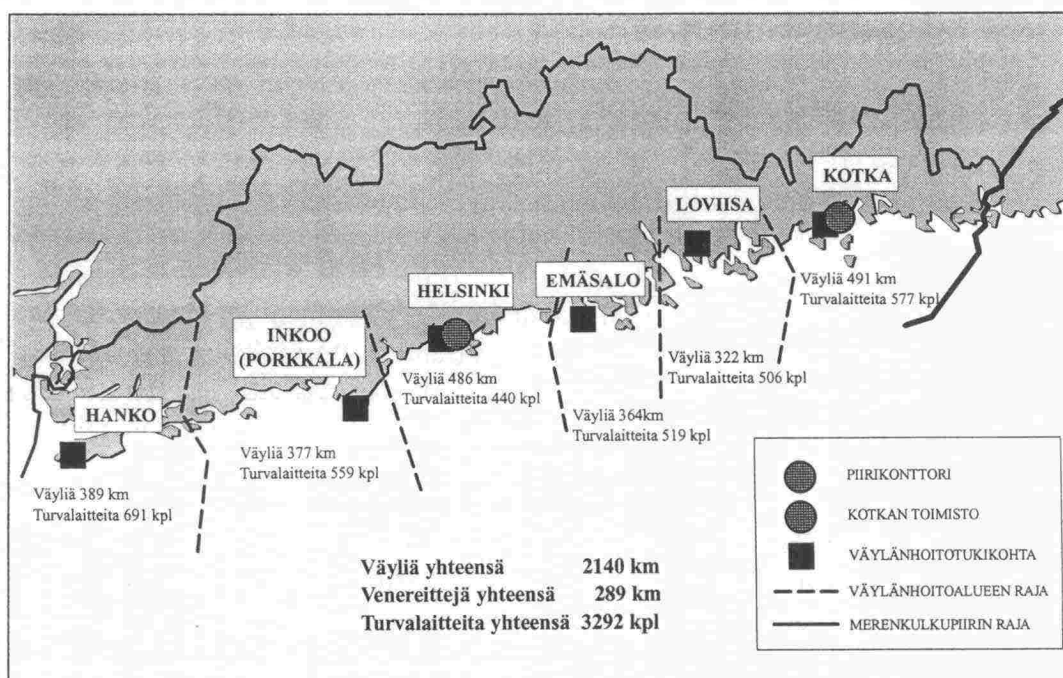 KOTKA
LOVIISA
Väyliä 491 km
Turvalaitteita 577 kpl
HELSINKI
EMÄSALO
INKOO
(PORKKALA)
Väyliä 322 km
Turvalaitteita 506 kpl
Väyliä 486 km
Turvalaitteita 440 kpl
HANKO
Väyliä 364km
Turvalaitteita 519 kpl
Väyliä 377 km
Turvalaitteita 559 kpl
Väyliä 389 km
Turvalaitteita 691 kpl
Väyliä yhteensä 2140 km
Venereittejä yhteensä 289 km
Turvalaitteita yhteensä 3292 kpl
PIIRIKONTTORI
KOTKAN TOIMISTO
VÄYLÄNHOITOTUKIKOHTA
VÄYLÄNHOITOALUEEN RAJA
MERENKULKUPIIRIN RAJA